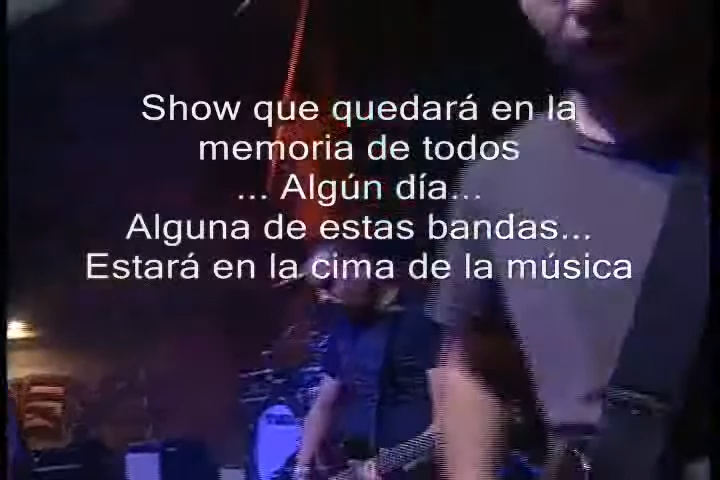 Show que quedará en la
memoria de todos
... Algún día...
Alguna de estas bandas...
Estará en la cima de la música